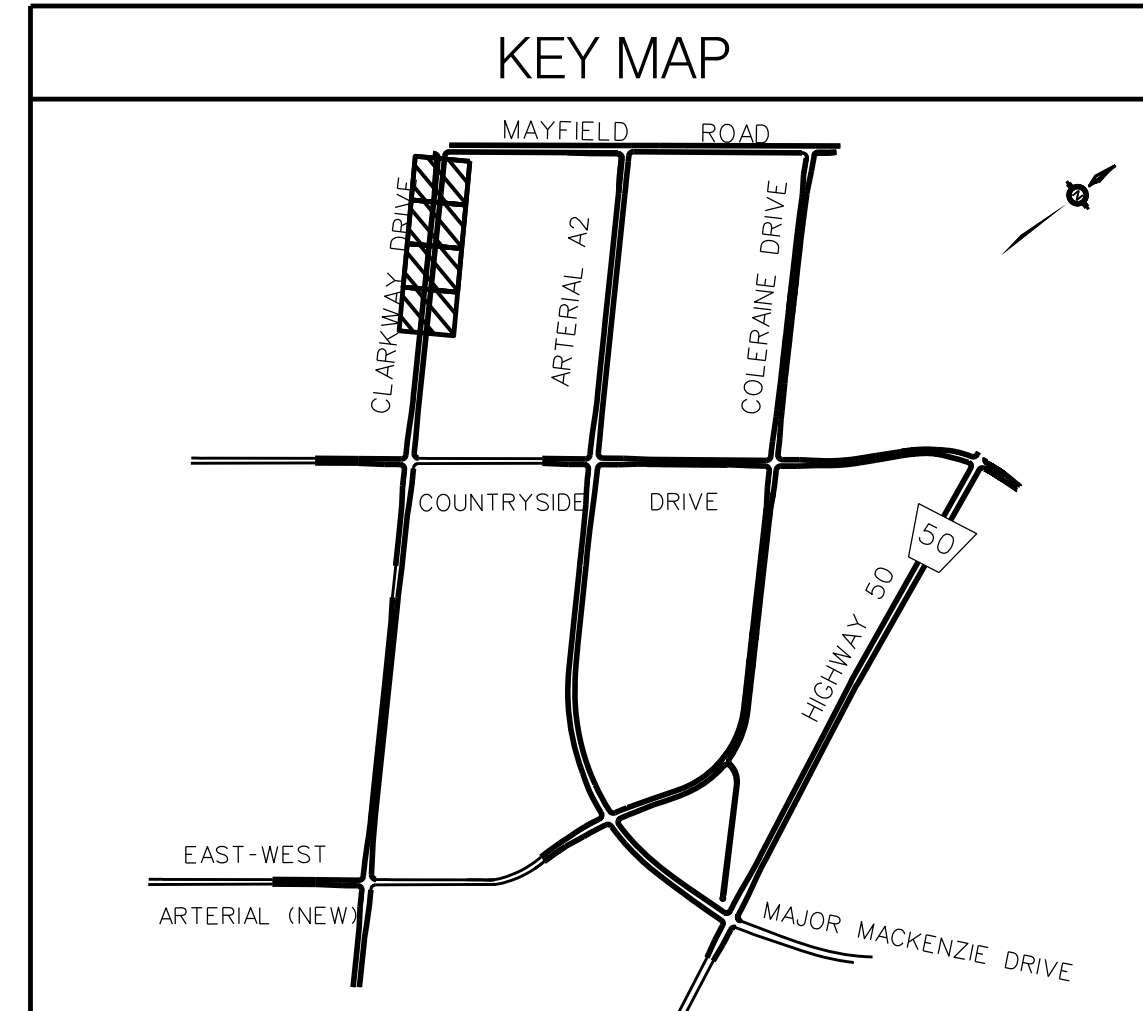 KEY MAP
MAYFIELD ROAD
CLARKWAY DRIVE
ARTERIAL A2
COLERAINE DRIVE
N
COUNTRYSIDE DRIVE
50
HIGHWAY 50
EAST-WEST
ARTERIAL (NEW)
MAJOR MACKENZIE DRIVE